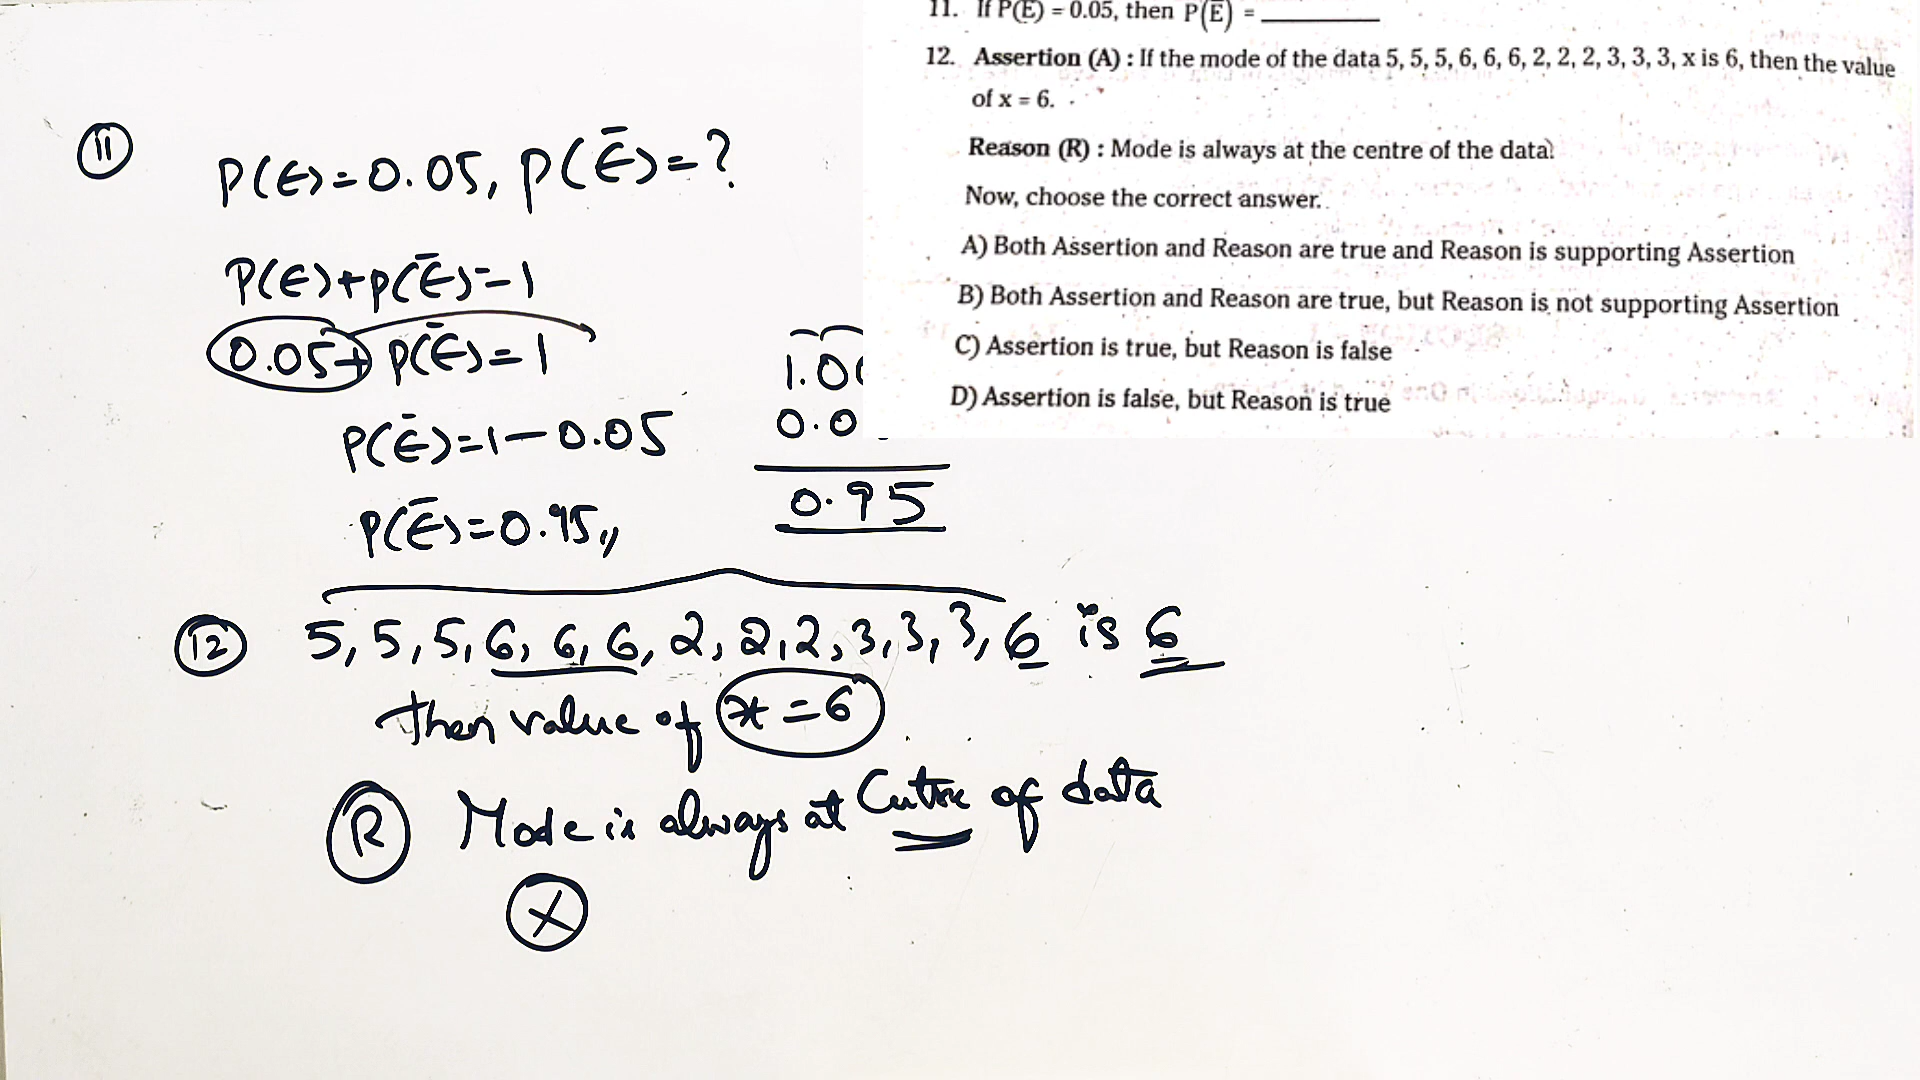 11. If P(E) = 0.05, then P(E̅) = ________
12. Assertion (A) : If the mode of the data 5, 5, 5, 6, 6, 6, 2, 2, 2, 3, 3, 3, x is 6, then the value
of x = 6.
Reason (R) : Mode is always at the centre of the data.
Now, choose the correct answer.
A) Both Assertion and Reason are true and Reason is supporting Assertion
B) Both Assertion and Reason are true, but Reason is not supporting Assertion
C) Assertion is true, but Reason is false
D) Assertion is false, but Reason is true
11 P(E)=0.05, P(E̅)=?
P(E)+P(E̅)=1
0.05+P(E̅)=1
P(E̅)=1-0.05
P(E̅)=0.95,,
1.0
0.0
0.95
12 5,5,5,6,6,6,2,2,2,3,3,3,6 is 6
then value of x=6
R Mode is always at Centre of data
X